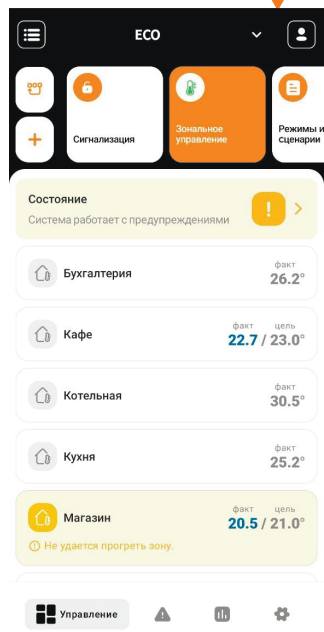 ECO
Сигнализация
Зональное
управление
Режимы и
сценарии
Состояние
Система работает с предупреждениями
Бухгалтерия
факт
26.2°
Кафе
факт цель
22.7 / 23.0°
Котельная
факт
30.5°
Кухня
факт
25.2°
Магазин
факт цель
20.5 / 21.0°
Не удается прогреть зону.
Управление